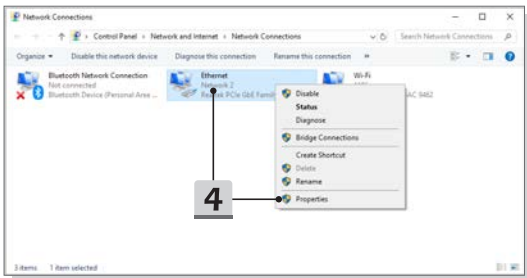 Network Connections
Control Panel › Network and Internet › Network Connections
Search Network Connections
Organize
Disable this network device
Diagnose this connection
Rename this connection
»
Bluetooth Network Connection
Not connected
Bluetooth Device (Personal Area ...
Ethernet
Network 2
Realtek PCIe GbE Famil
Wi-Fi
AC 9462
Disable
Status
Diagnose
Bridge Connections
Create Shortcut
Delete
Rename
Properties
4
3 items
1 item selected